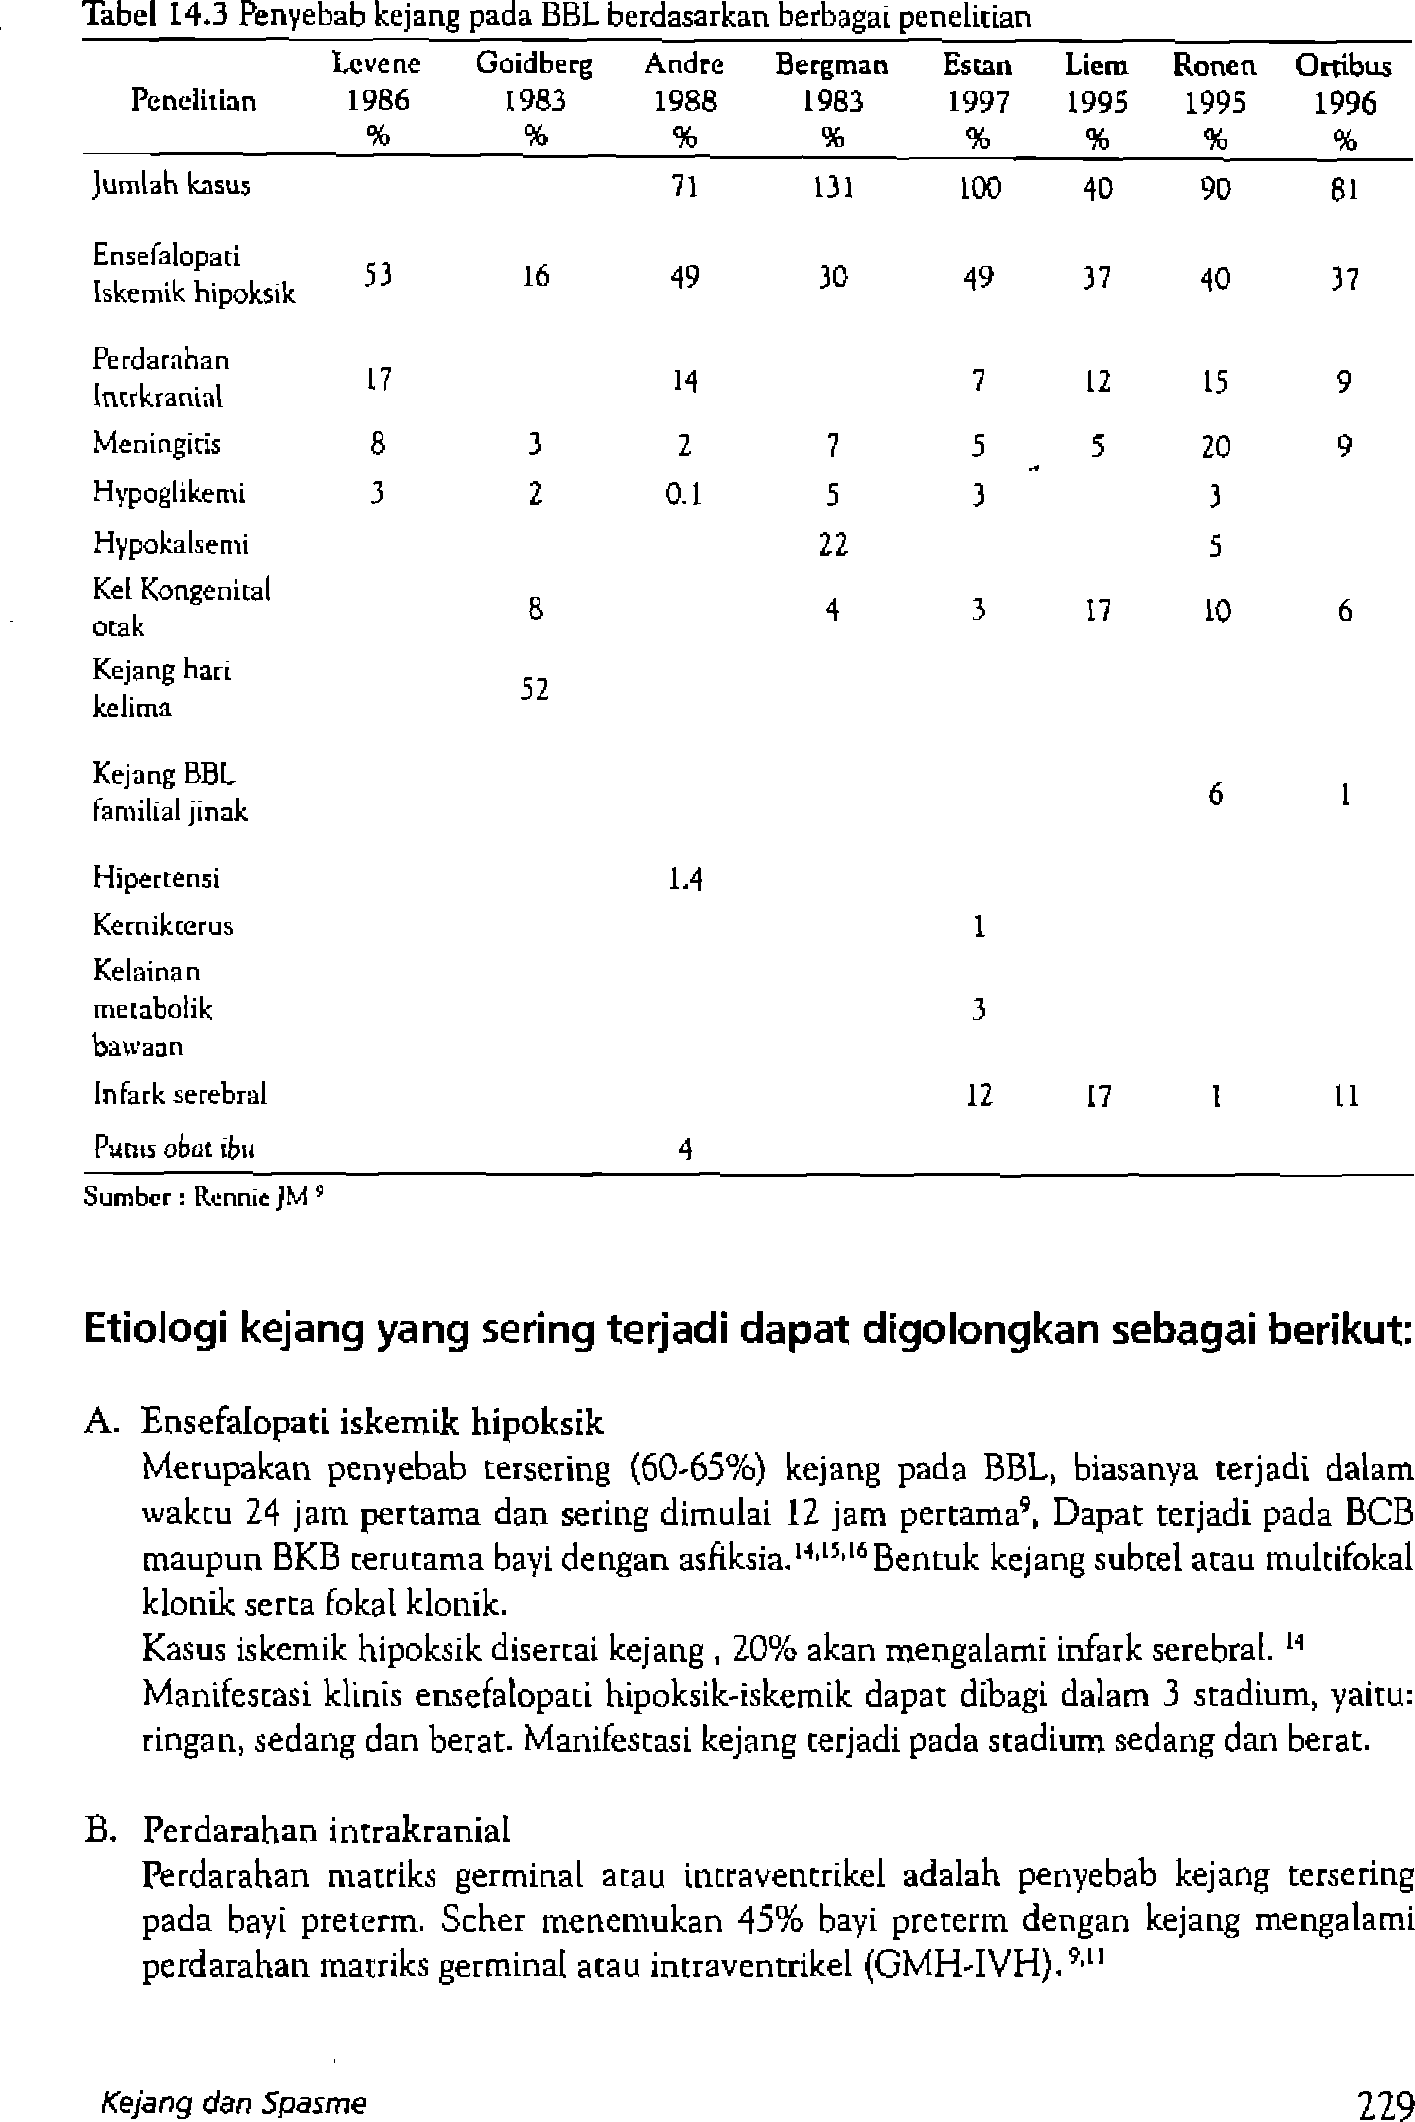 Tabel 14.3 Penyebab kejang pada BBL berdasarkan berbagai penelitian
Levene Goidberg Andre Bergman Estan Liem Ronen Ortibus
Penelitian 1986 1983 1988 1983 1997 1995 1995 1996
% % % % % % % %
Jumlah kasus 71 131 100 40 90 81
Ensefalopati
Iskemik hipoksik 53 16 49 30 49 37 40 37
Perdarahan
Intrkranial 17 14 7 12 15 9
Meningitis 8 3 2 7 5 5 20 9
Hypoglikemi 3 2 0.1 5 3 3
Hypokalsemi 22 5
Kel Kongenital
otak 8 4 3 17 10 6
Kejang hari
kelima 52
Kejang BBL
familial jinak 6 1
Hipertensi 1.4
Kernikterus 1
Kelainan
metabolik 3
bawaan
Infark serebral 12 17 1 11
Putus obat ibu 4
Sumber : Rennie JM 9
Etiologi kejang yang sering terjadi dapat digolongkan sebagai berikut:
A. Ensefalopati iskemik hipoksik
Merupakan penyebab tersering (60-65%) kejang pada BBL, biasanya terjadi dalam
waktu 24 jam pertama dan sering dimulai 12 jam pertama9, Dapat terjadi pada BCB
maupun BKB terutama bayi dengan asfiksia.14,15,16 Bentuk kejang subtel atau multifokal
klonik serta fokal klonik.
Kasus iskemik hipoksik disertai kejang , 20% akan mengalami infark serebral. 14
Manifestasi klinis ensefalopati hipoksik-iskemik dapat dibagi dalam 3 stadium, yaitu:
ringan, sedang dan berat. Manifestasi kejang terjadi pada stadium sedang dan berat.
B. Perdarahan intrakranial
Perdarahan matriks germinal atau intraventrikel adalah penyebab kejang tersering
pada bayi preterm. Scher menemukan 45% bayi preterm dengan kejang mengalami
perdarahan matriks germinal atau intraventrikel (GMH-IVH). 9,11
Kejang dan Spasme 229